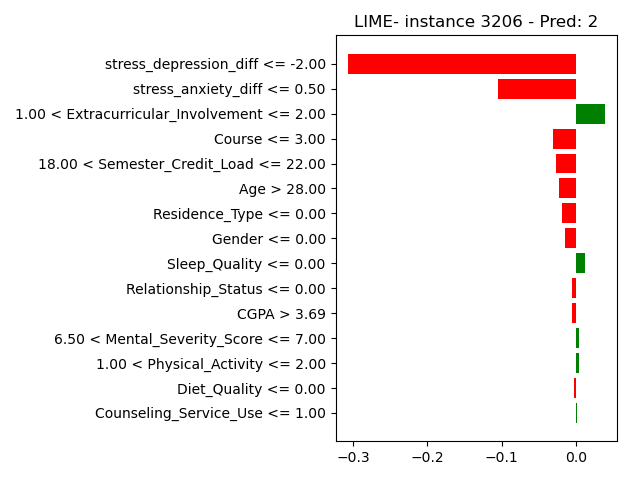 LIME- instance 3206 - Pred: 2
stress_depression_diff <= -2.00
stress_anxiety_diff <= 0.50
1.00 < Extracurricular_Involvement <= 2.00
Course <= 3.00
18.00 < Semester_Credit_Load <= 22.00
Age > 28.00
Residence_Type <= 0.00
Gender <= 0.00
Sleep_Quality <= 0.00
Relationship_Status <= 0.00
CGPA > 3.69
6.50 < Mental_Severity_Score <= 7.00
1.00 < Physical_Activity <= 2.00
Diet_Quality <= 0.00
Counseling_Service_Use <= 1.00
−0.3 −0.2 −0.1 0.0